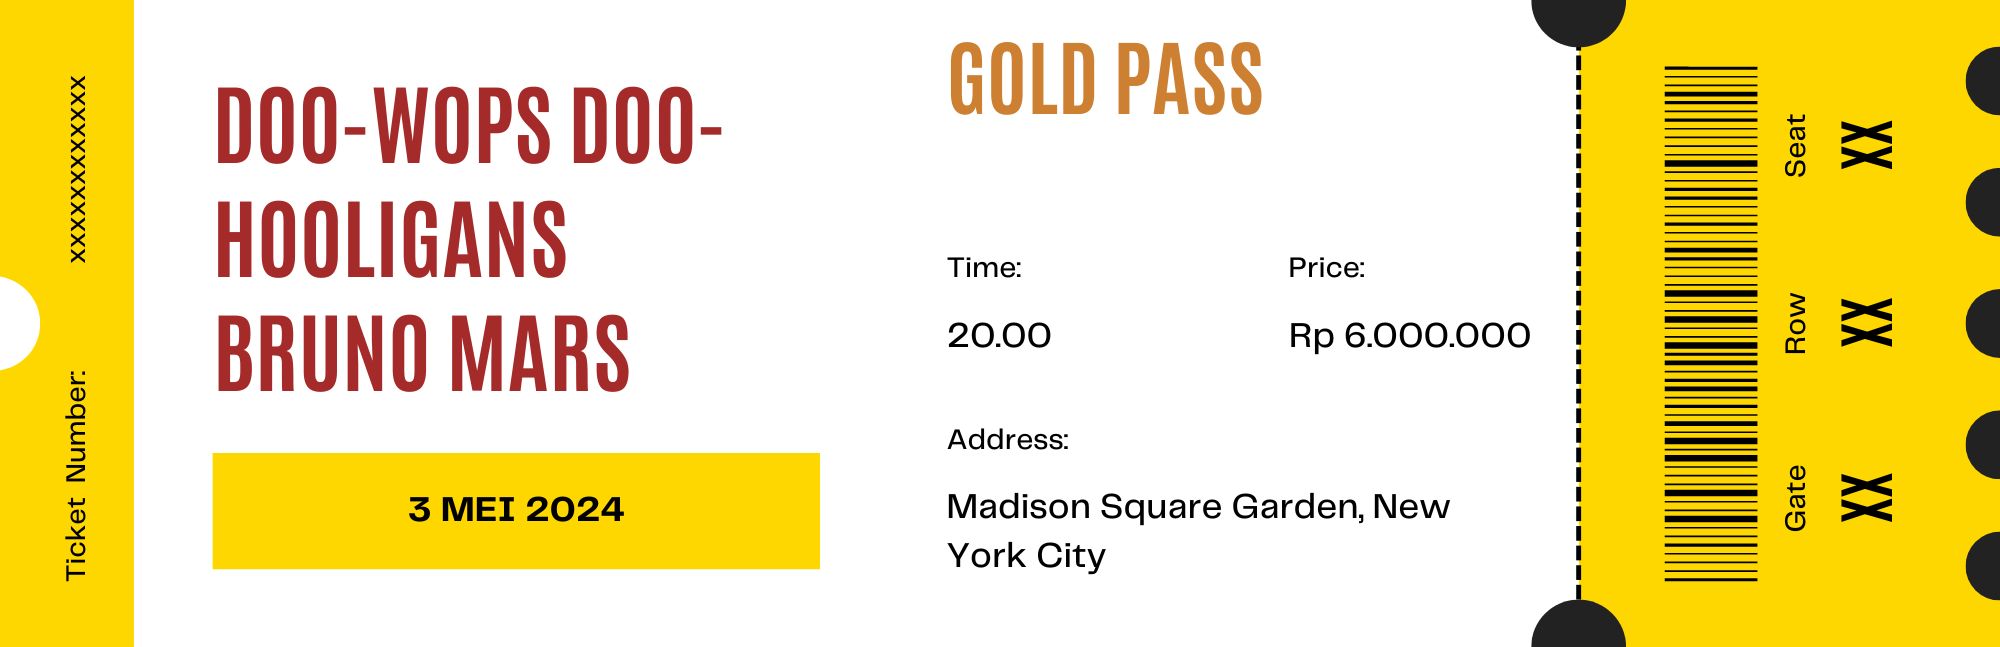 Ticket Number: xxxxxxxxxxxxx
DOO-WOPS DOO-
HOOLIGANS
BRUNO MARS
3 MEI 2024
GOLD PASS
Time:
20.00
Price:
Rp 6.000.000
Address:
Madison Square Garden, New
York City
Gate
XX
Row
XX
Seat
XX